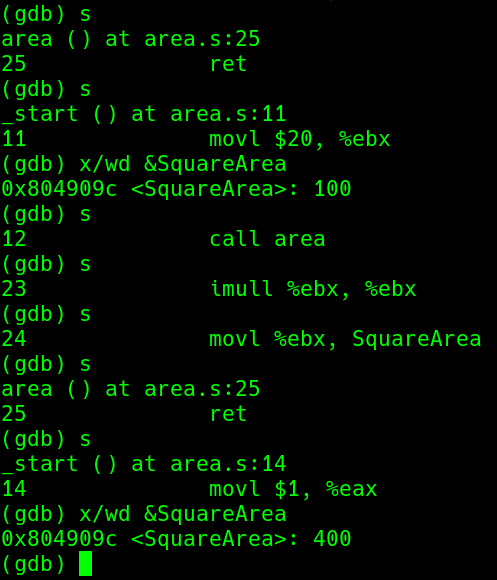 (gdb) s
area () at area.s:25
25              ret
(gdb) s
_start () at area.s:11
11              movl $20, %ebx
(gdb) x/wd &SquareArea
0x804909c <SquareArea>: 100
(gdb) s
12              call area
(gdb) s
23              imull %ebx, %ebx
(gdb) s
24              movl %ebx, SquareArea
(gdb) s
area () at area.s:25
25              ret
(gdb) s
_start () at area.s:14
14              movl $1, %eax
(gdb) x/wd &SquareArea
0x804909c <SquareArea>: 400
(gdb)